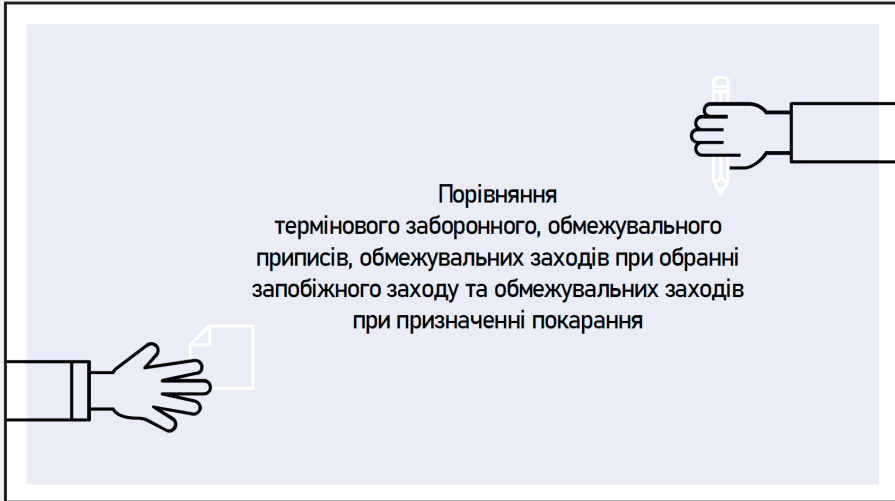 Порівняння
термінового заборонного, обмежувального
приписів, обмежувальних заходів при обранні
запобіжного заходу та обмежувальних заходів
при призначенні покарання